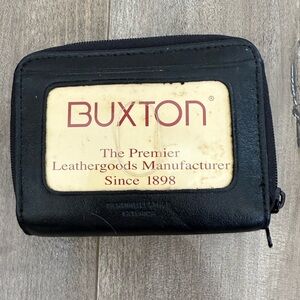 BUXTON®
The Premier
Leathergoods Manufacturer
Since 1898